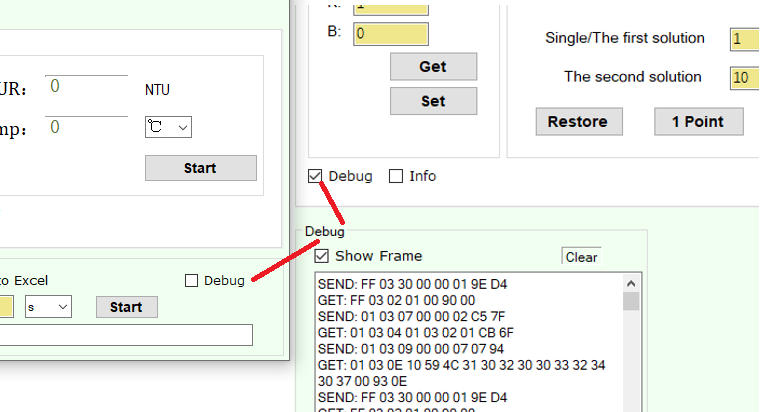 UR: 0 NTU
mp: 0 ℃
Start
to Excel Debug
s Start
B: 0
Get
Set
Single/The first solution 1
The second solution 10
Restore 1 Point
Debug Info
Debug
Show Frame Clear
SEND: FF 03 30 00 00 01 9E D4
GET: FF 03 02 01 00 90 00
SEND: 01 03 07 00 00 02 C5 7F
GET: 01 03 04 01 03 02 01 CB 6F
SEND: 01 03 09 00 00 07 07 94
GET: 01 03 0E 10 59 4C 31 30 32 30 30 33 32 34
30 37 00 93 0E
SEND: FF 03 30 00 00 01 9E D4